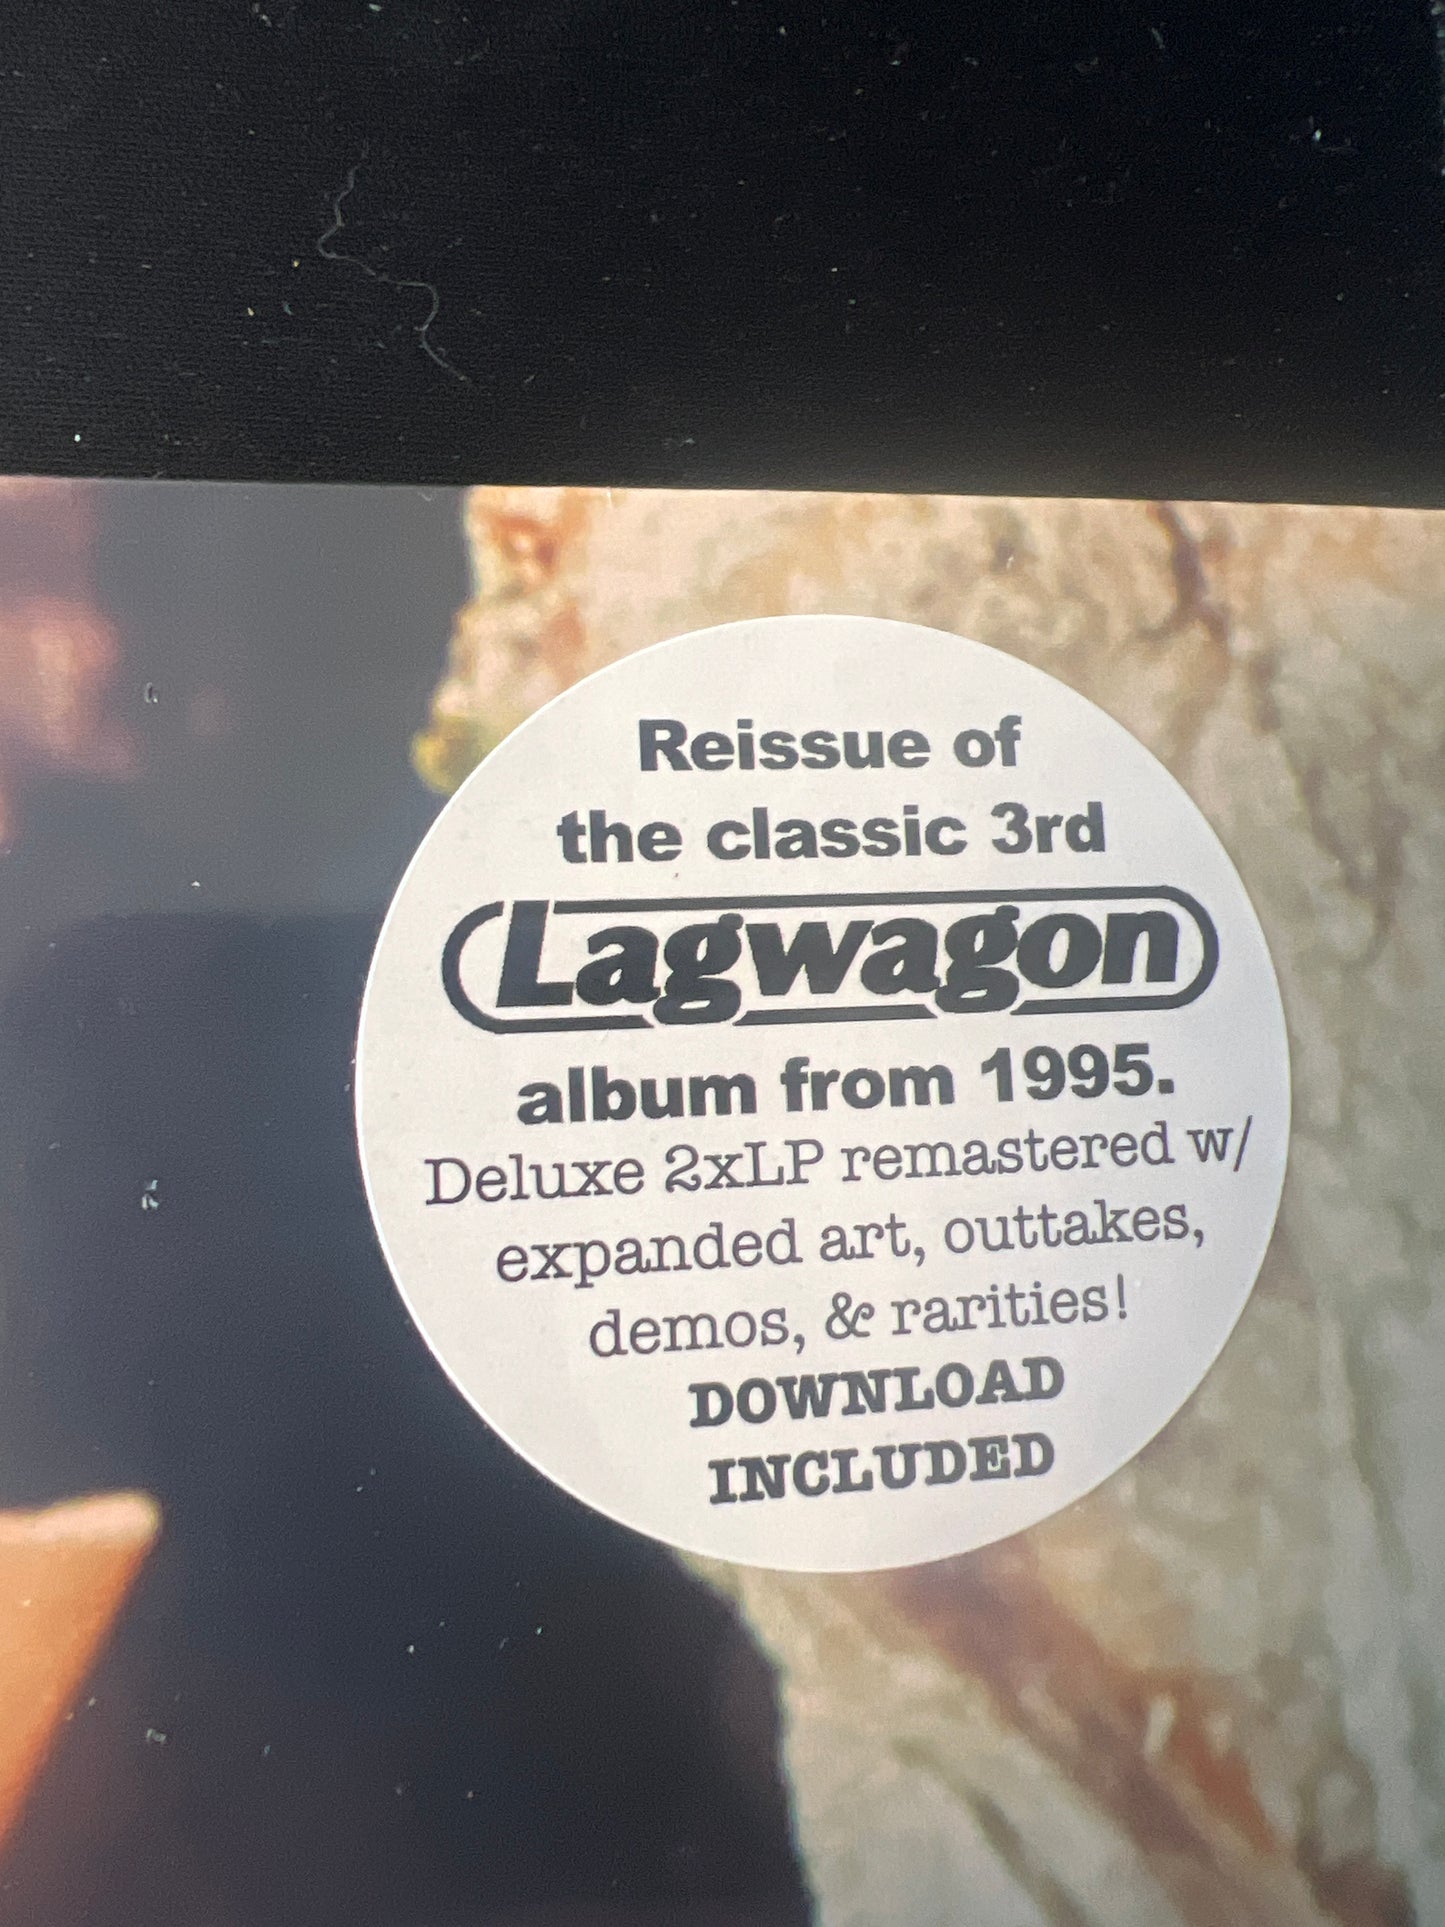 Reissue of
the classic 3rd
Lagwagon
album from 1995.
Deluxe 2xLP remastered w/
expanded art, outtakes,
demos, & rarities!
DOWNLOAD
INCLUDED